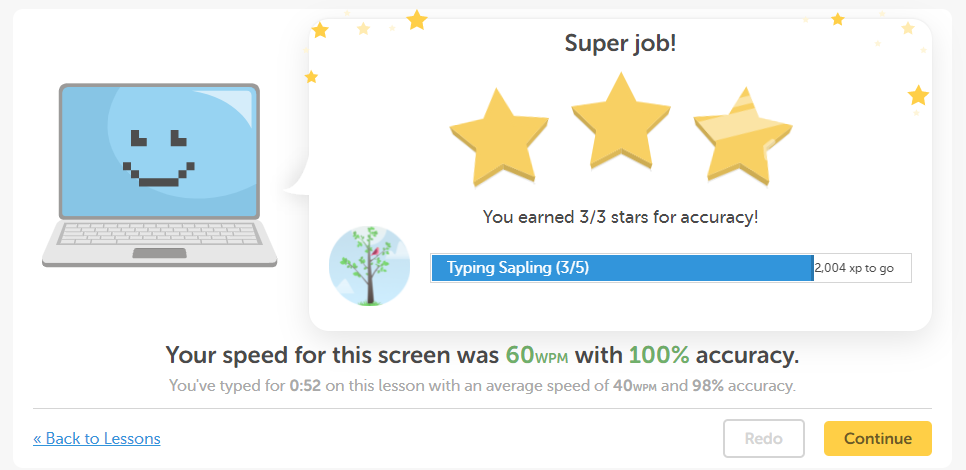 Super job!
You earned 3/3 stars for accuracy!
Typing Sapling (3/5)
2,004 xp to go
Your speed for this screen was 60WPM with 100% accuracy.
You've typed for 0:52 on this lesson with an average speed of 40WPM and 98% accuracy.
« Back to Lessons
Redo
Continue